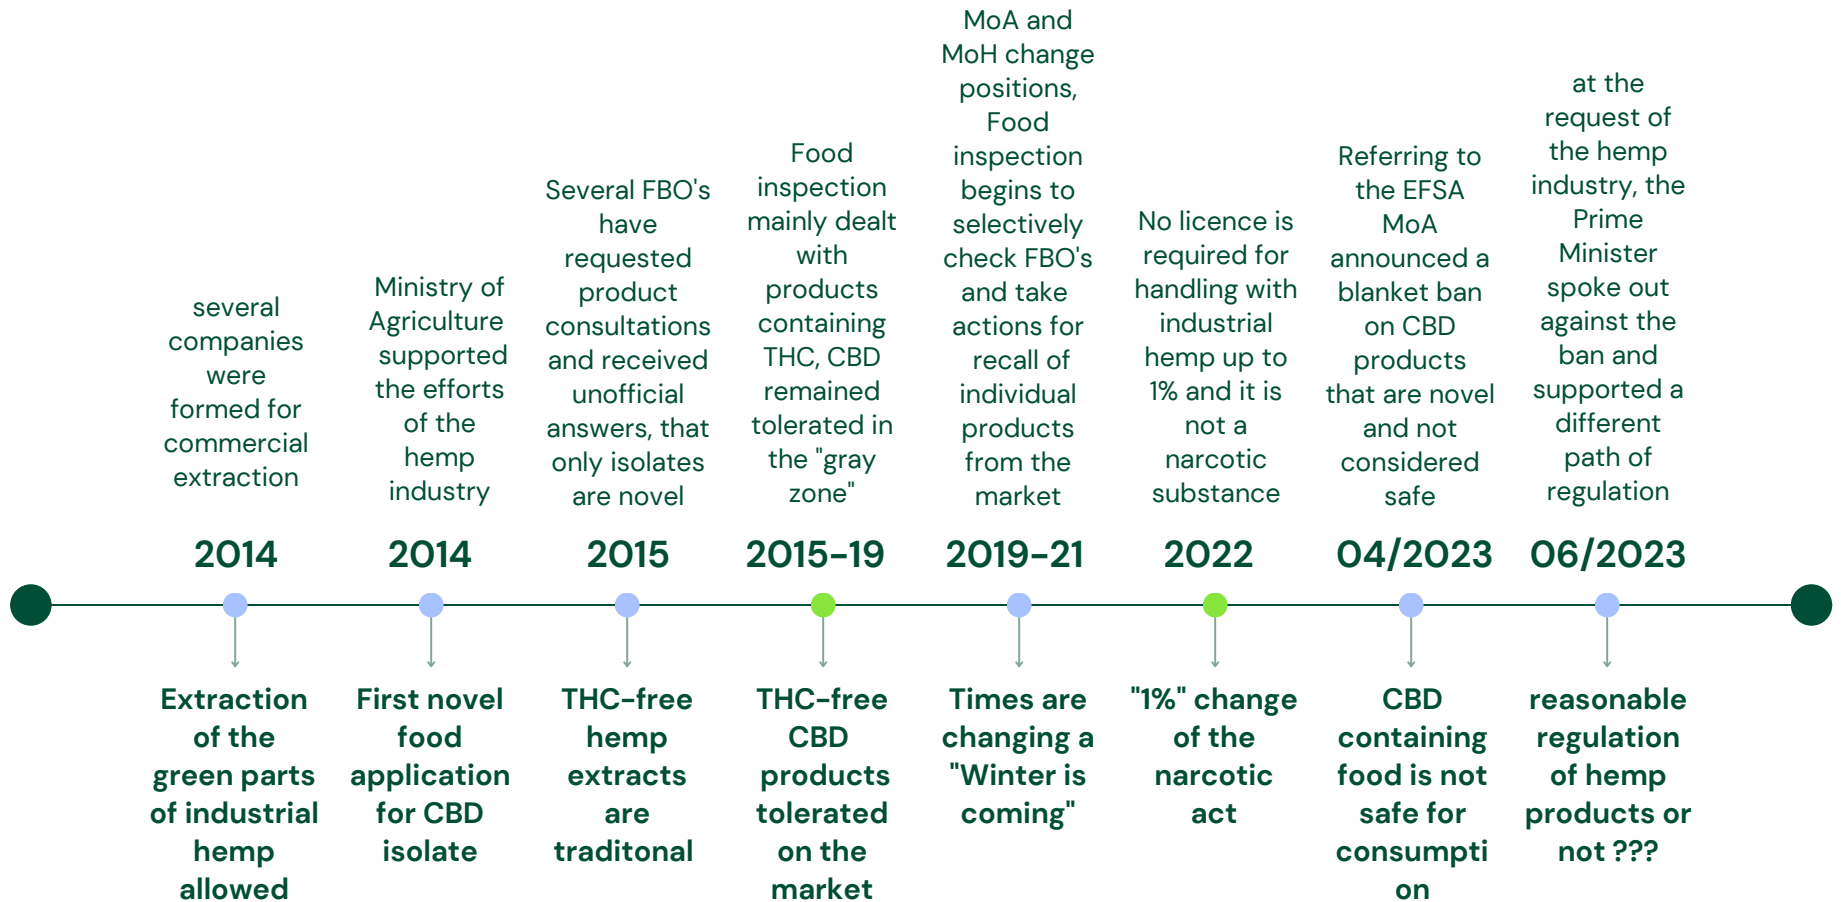 several
companies
were
formed for
commercial
extraction
2014
Extraction
of the
green parts
of industrial
hemp
allowed
Ministry of
Agriculture
supported
the efforts
of the
hemp
industry
2014
First novel
food
application
for CBD
isolate
Several FBO's
have
requested
product
consultations
and received
unofficial
answers, that
only isolates
are novel
2015
THC-free
hemp
extracts
are
traditonal
Food
inspection
mainly dealt
with
products
containing
THC, CBD
remained
tolerated in
the "gray
zone"
2015-19
THC-free
CBD
products
tolerated
on the
market
MoA and
MoH change
positions,
Food
inspection
begins to
selectively
check FBO's
and take
actions for
recall of
individual
products
from the
market
2019-21
Times are
changing a
"Winter is
coming"
No licence is
required for
handling with
industrial
hemp up to
1% and it is
not a
narcotic
substance
2022
"1%" change
of the
narcotic
act
Referring to
the EFSA
MoA
announced a
blanket ban
on CBD
products
that are novel
and not
considered
safe
04/2023
CBD
containing
food is not
safe for
consumpti
on
at the
request of
the hemp
industry, the
Prime
Minister
spoke out
against the
ban and
supported a
different
path of
regulation
06/2023
reasonable
regulation
of hemp
products or
not ???